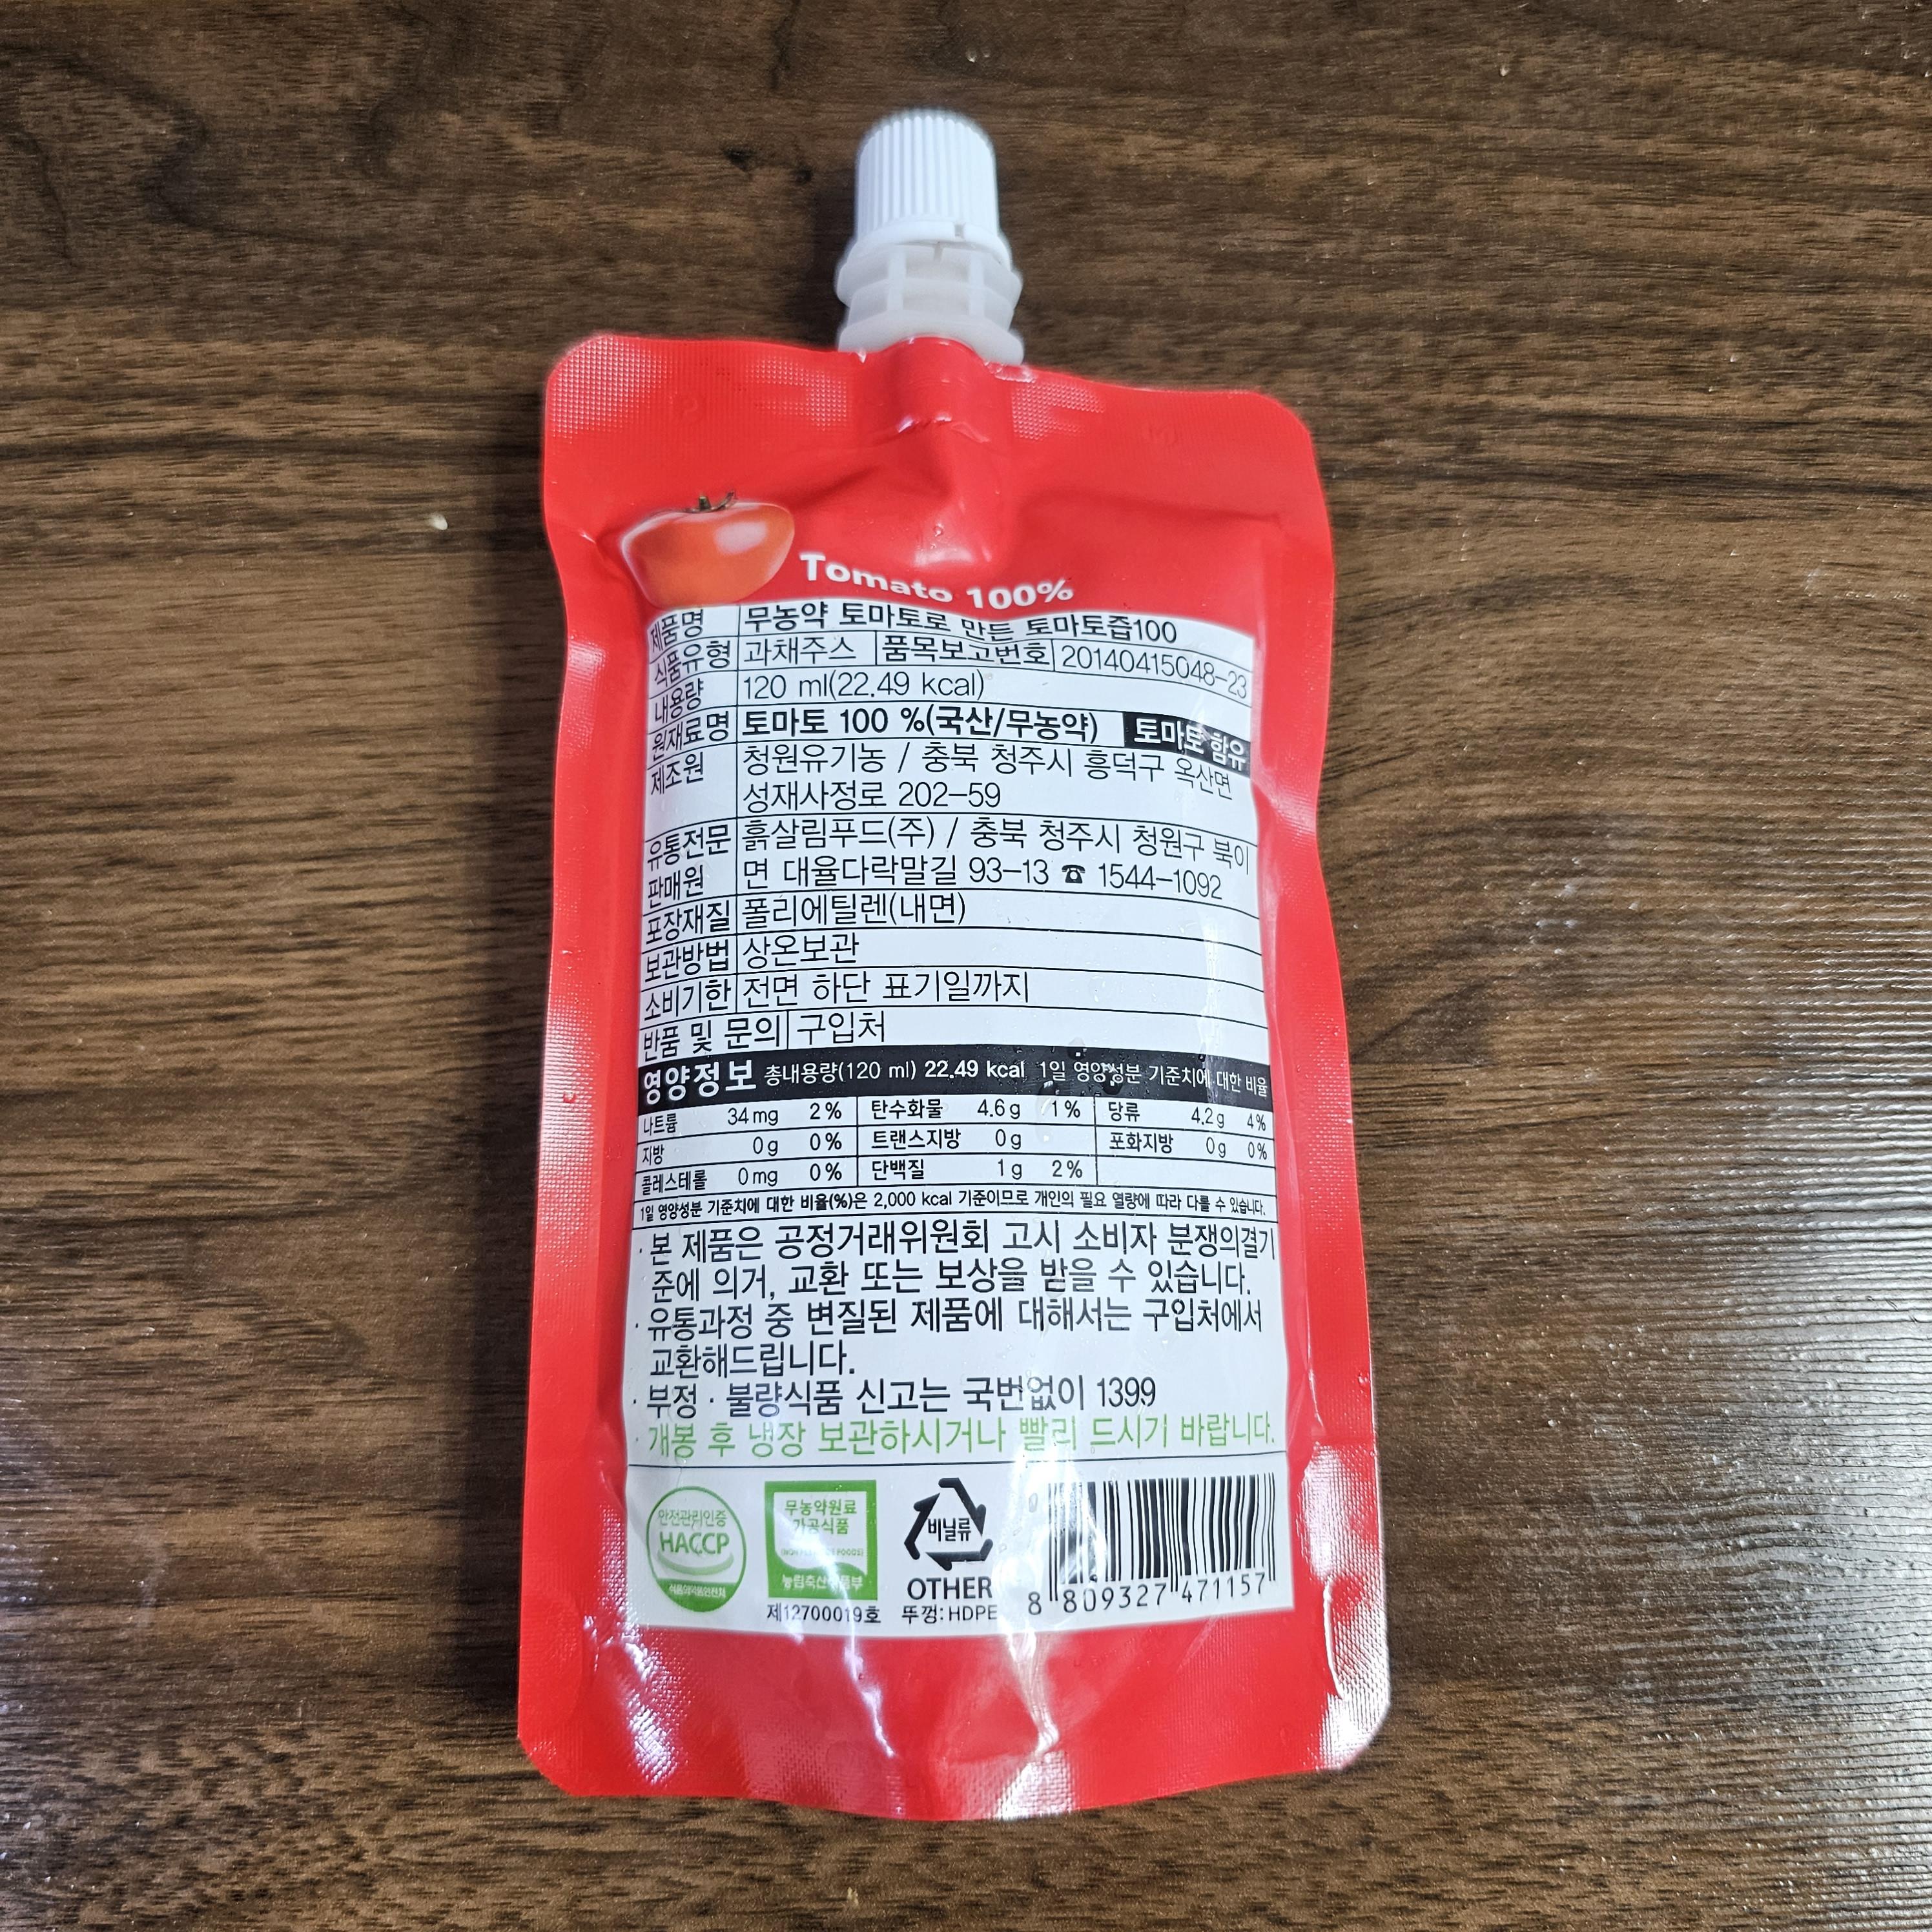 Tomato 100%
제품명 무농약 토마토로 만든 토마토즙100
식품유형 과채주스 품목보고번호 20140415048-23
내용량 120 ml(22.49 kcal)
원재료명 토마토 100 %(국산/무농약) 토마토 함유
제조원 청원유기농 / 충북 청주시 흥덕구 옥산면
성재사정로 202-59
유통전문 흙살림푸드(주) / 충북 청주시 청원구 북이
판매원 면 대율다락말길 93-13 ☎ 1544-1092
포장재질 폴리에틸렌(내면)
보관방법 상온보관
소비기한 전면 하단 표기일까지
반품 및 문의 구입처
영양정보 총내용량(120 ml) 22.49 kcal 1일 영양성분 기준치에 대한 비율
나트륨 34 mg 2 % 탄수화물 4.6 g 1 % 당류 4.2 g 4 %
지방 0 g 0 % 트랜스지방 0 g 포화지방 0 g 0 %
콜레스테롤 0 mg 0 % 단백질 1 g 2 %
1일 영양성분 기준치에 대한 비율(%)은 2,000 kcal 기준이므로 개인의 필요 열량에 따라 다를 수 있습니다.
· 본 제품은 공정거래위원회 고시 소비자 분쟁의결기
준에 의거, 교환 또는 보상을 받을 수 있습니다.
· 유통과정 중 변질된 제품에 대해서는 구입처에서
교환해드립니다.
· 부정 · 불량식품 신고는 국번없이 1399
· 개봉 후 냉장 보관하시거나 빨리 드시기 바랍니다.
안전관리인증
HACCP
식품의약품안전처
무농약원료
가공식품
농림축산식품부
제12700019호
비닐류
OTHER
뚜껑: HDPE
8 809327 471157